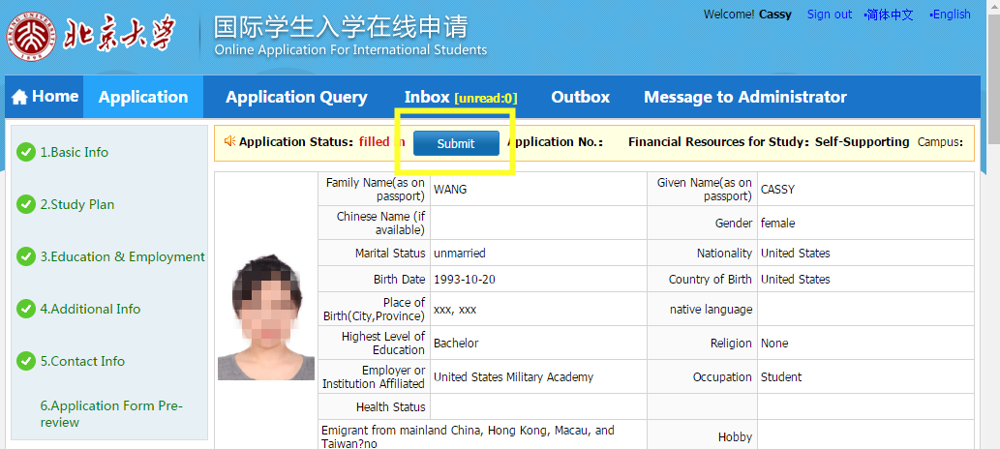 Welcome! Cassy Sign out •简体中文 •English
北京大学 国际学生入学在线申请
Online Application For International Students
Home Application Application Query Inbox [unread:0] Outbox Message to Administrator
1.Basic Info
2.Study Plan
3.Education & Employment
4.Additional Info
5.Contact Info
6.Application Form Pre-
review
Application Status: filled in Submit Application No.: Financial Resources for Study: Self-Supporting Campus:
Family Name(as on
passport) WANG Given Name(as on
passport) CASSY
Chinese Name (if
available) Gender female
Marital Status unmarried Nationality United States
Birth Date 1993-10-20 Country of Birth United States
Place of
Birth(City,Province) xxx, xxx native language
Highest Level of
Education Bachelor Religion None
Employer or
Institution Affiliated United States Military Academy Occupation Student
Health Status
Emigrant from mainland China, Hong Kong, Macau, and
Taiwan?no Hobby